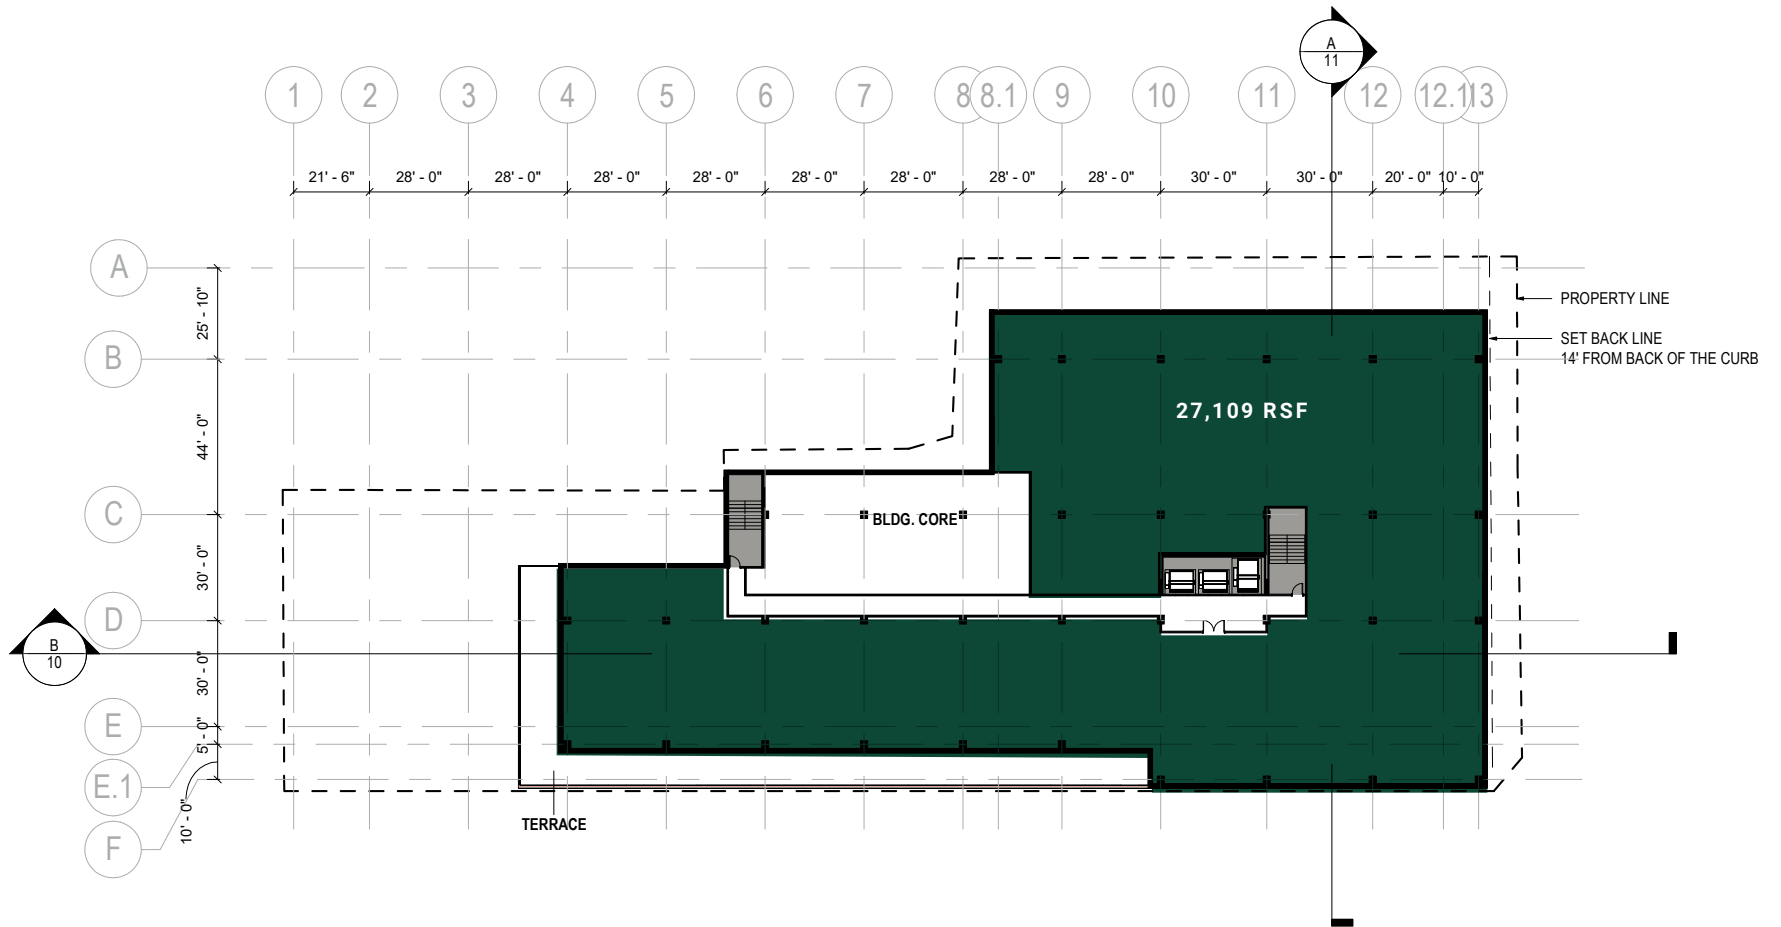 A
11
1 2 3 4 5 6 7 8 8.1 9 10 11 12 12.1 13
21' - 6" 28' - 0" 28' - 0" 28' - 0" 28' - 0" 28' - 0" 28' - 0" 28' - 0" 28' - 0" 30' - 0" 30' - 0" 20' - 0" 10' - 0"
A
25' - 10"
PROPERTY LINE
B
SET BACK LINE
14' FROM BACK OF THE CURB
44' - 0"
27,109 RSF
C
BLDG. CORE
30' - 0"
D
B
10
30' - 0"
E
5' - 0"
E.1
10' - 0"
TERRACE
F